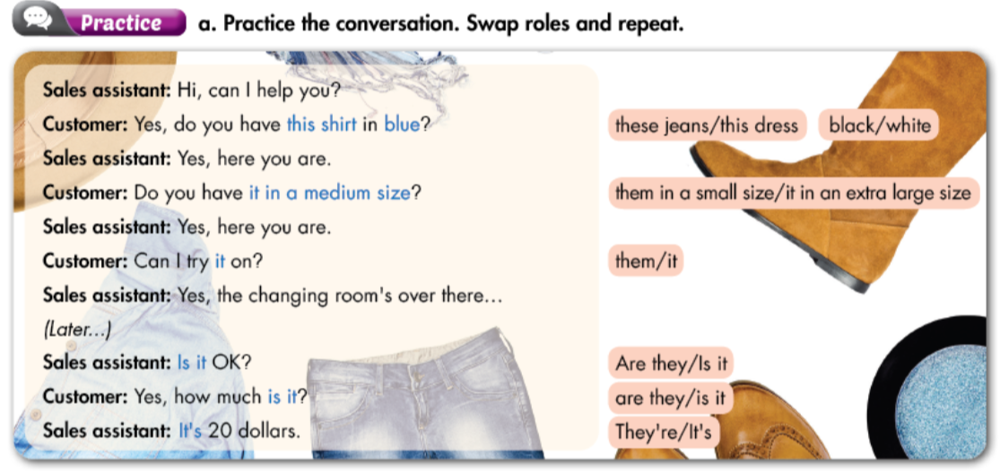 Practice a. Practice the conversation. Swap roles and repeat.
Sales assistant: Hi, can I help you?
Customer: Yes, do you have this shirt in blue? these jeans/this dress black/white
Sales assistant: Yes, here you are.
Customer: Do you have it in a medium size? them in a small size/it in an extra large size
Sales assistant: Yes, here you are.
Customer: Can I try it on? them/it
Sales assistant: Yes, the changing room's over there...
(Later...)
Sales assistant: Is it OK? Are they/Is it
Customer: Yes, how much is it? are they/is it
Sales assistant: It's 20 dollars. They're/It's